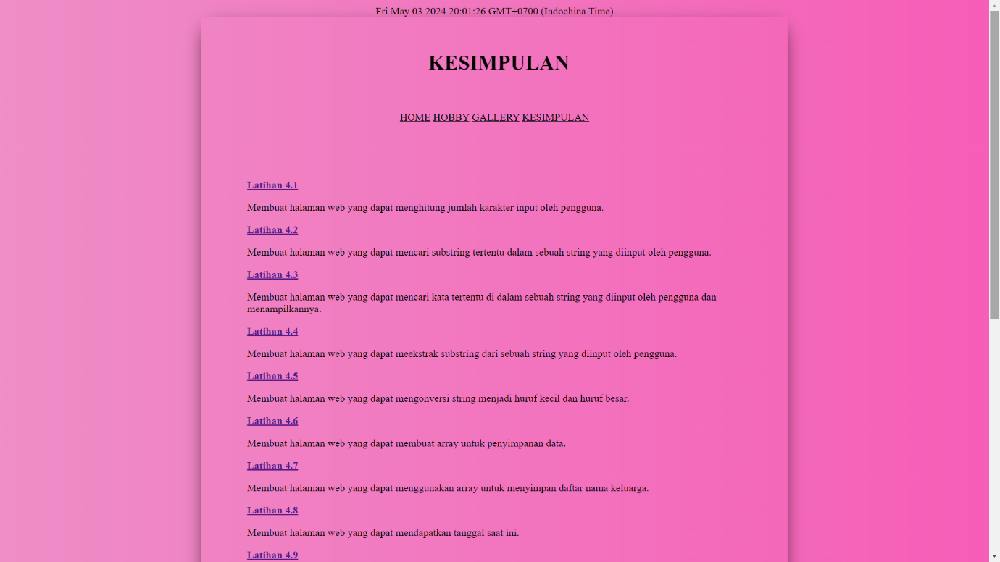 Fri May 03 2024 20:01:26 GMT+0700 (Indochina Time)
KESIMPULAN
HOME HOBBY GALLERY KESIMPULAN
Latihan 4.1
Membuat halaman web yang dapat menghitung jumlah karakter input oleh pengguna.
Latihan 4.2
Membuat halaman web yang dapat mencari substring tertentu dalam sebuah string yang diinput oleh pengguna.
Latihan 4.3
Membuat halaman web yang dapat mencari kata tertentu di dalam sebuah string yang diinput oleh pengguna dan
menampilkannya.
Latihan 4.4
Membuat halaman web yang dapat meekstrak substring dari sebuah string yang diinput oleh pengguna.
Latihan 4.5
Membuat halaman web yang dapat mengonversi string menjadi huruf kecil dan huruf besar.
Latihan 4.6
Membuat halaman web yang dapat membuat array untuk penyimpanan data.
Latihan 4.7
Membuat halaman web yang dapat menggunakan array untuk menyimpan daftar nama keluarga.
Latihan 4.8
Membuat halaman web yang dapat mendapatkan tanggal saat ini.
Latihan 4.9